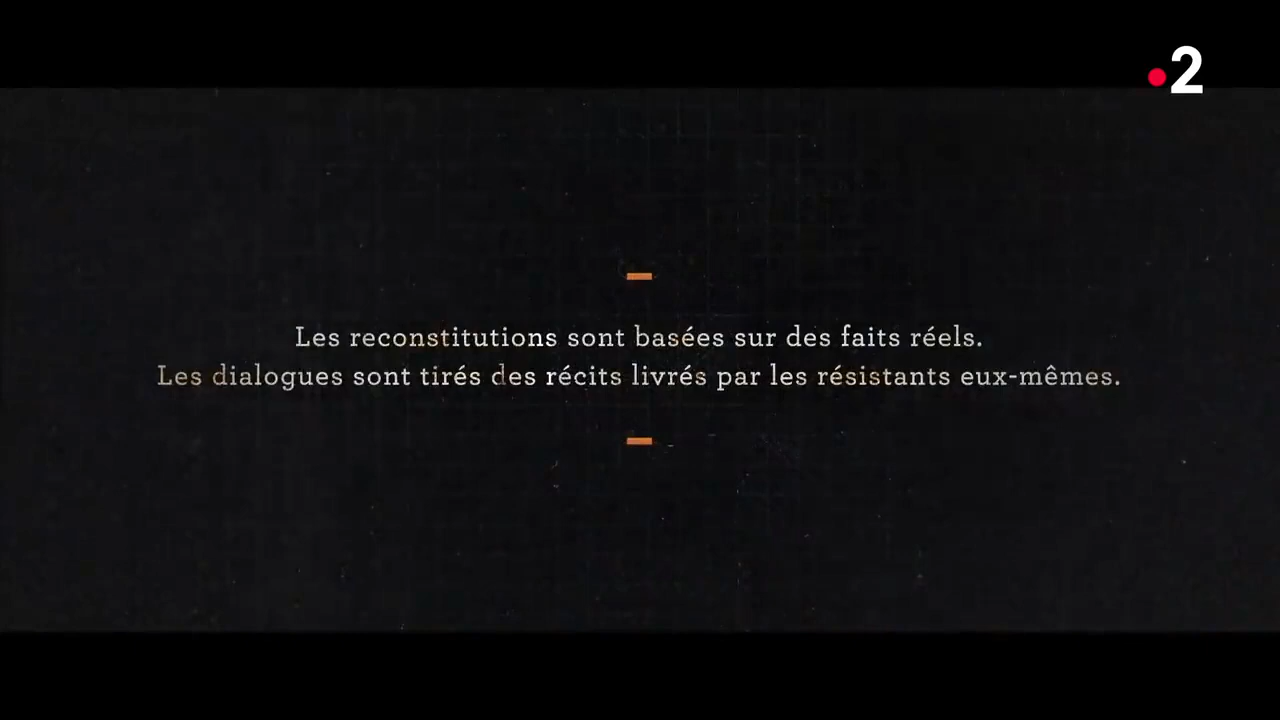 2
Les reconstitutions sont basées sur des faits réels.
Les dialogues sont tirés des récits livrés par les résistants eux-mêmes.